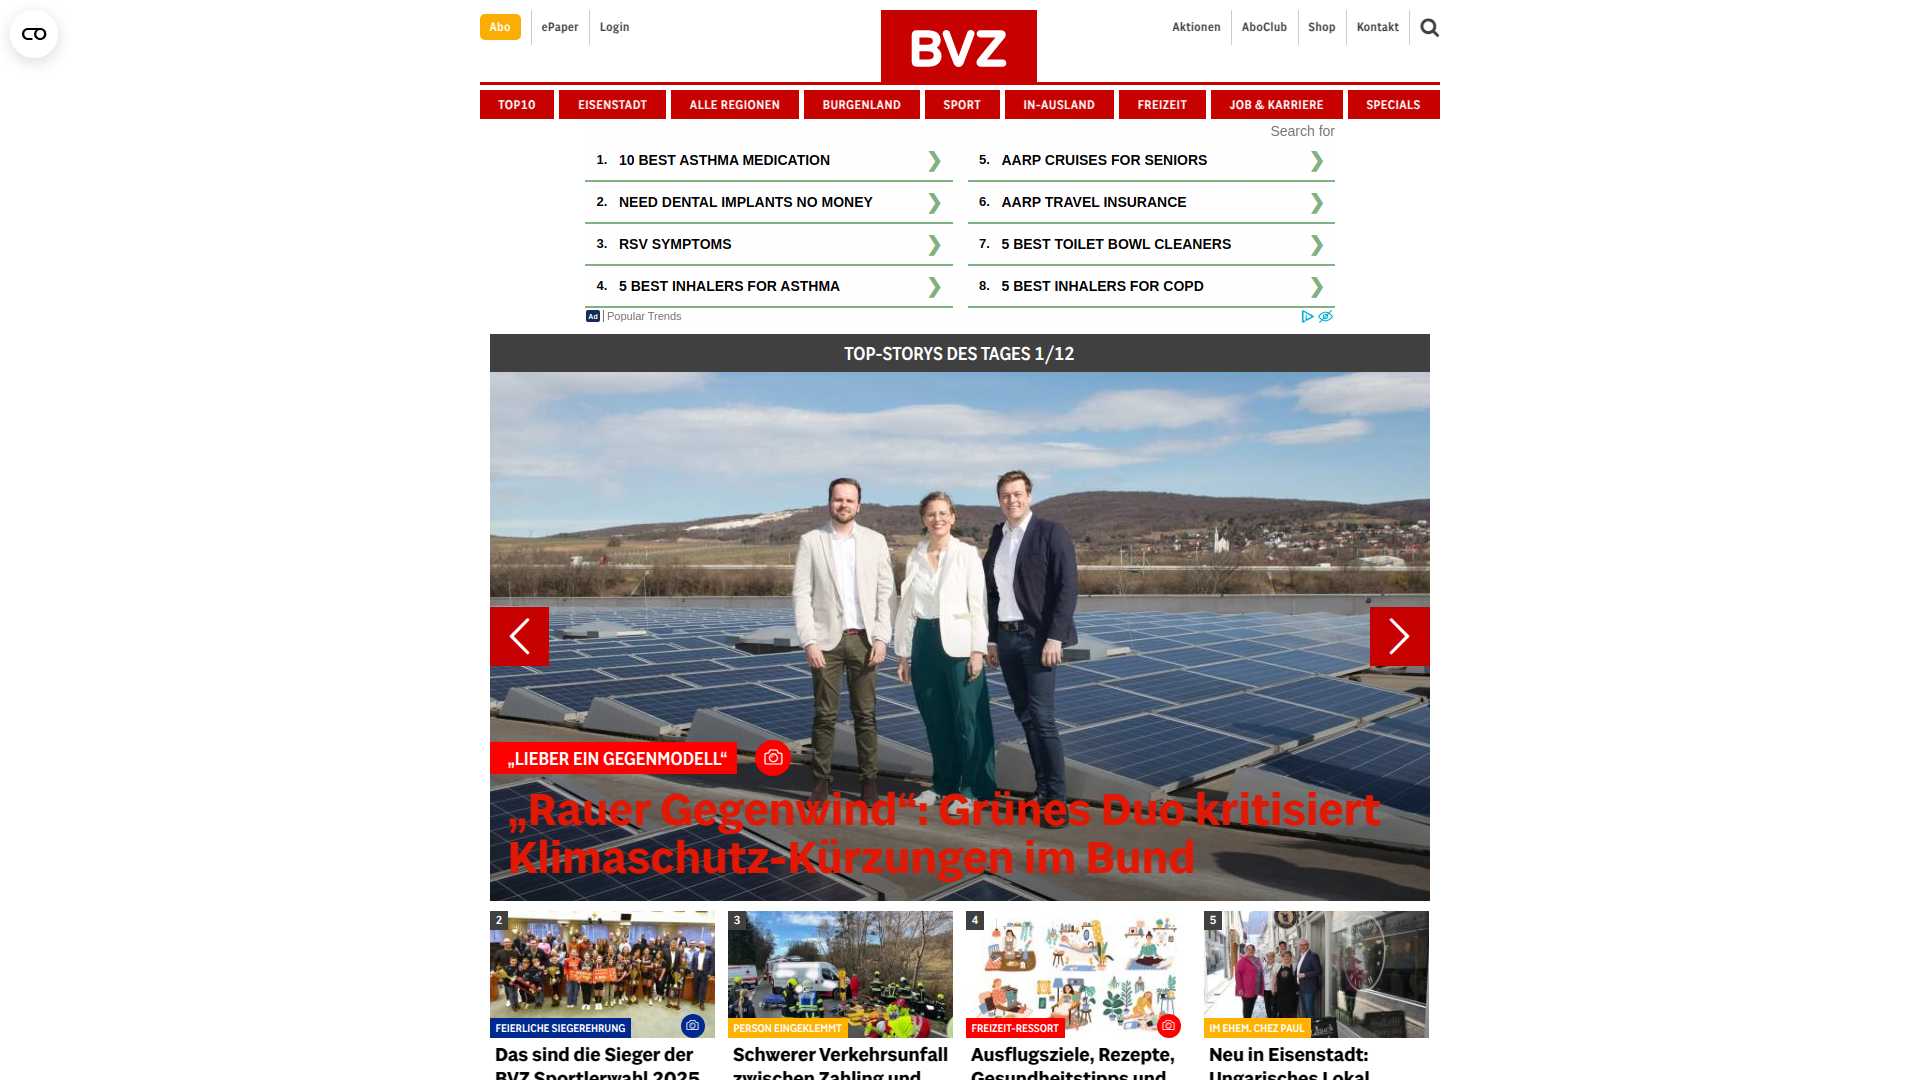 Abo
ePaper
Login
BVZ
Aktionen
AboClub
Shop
Kontakt
TOP10
EISENSTADT
ALLE REGIONEN
BURGENLAND
SPORT
IN-AUSLAND
FREIZEIT
JOB & KARRIERE
SPECIALS
Search for
1. 10 BEST ASTHMA MEDICATION
2. NEED DENTAL IMPLANTS NO MONEY
3. RSV SYMPTOMS
4. 5 BEST INHALERS FOR ASTHMA
5. AARP CRUISES FOR SENIORS
6. AARP TRAVEL INSURANCE
7. 5 BEST TOILET BOWL CLEANERS
8. 5 BEST INHALERS FOR COPD
Ad | Popular Trends
TOP-STORYS DES TAGES 1/12
„LIEBER EIN GEGENMODELL“
„Rauer Gegenwind“: Grünes Duo kritisiert
Klimaschutz-Kürzungen im Bund
2
FEIERLICHE SIEGEREHRUNG
Das sind die Sieger der
BVZ Sportlerwahl 2025
3
PERSON EINGEKLEMMT
Schwerer Verkehrsunfall
zwischen Zahling und
4
FREIZEIT-RESSORT
Ausflugsziele, Rezepte,
Gesundheitstipps und
5
IM EHEM. CHEZ PAUL
Neu in Eisenstadt:
Ungarisches Lokal